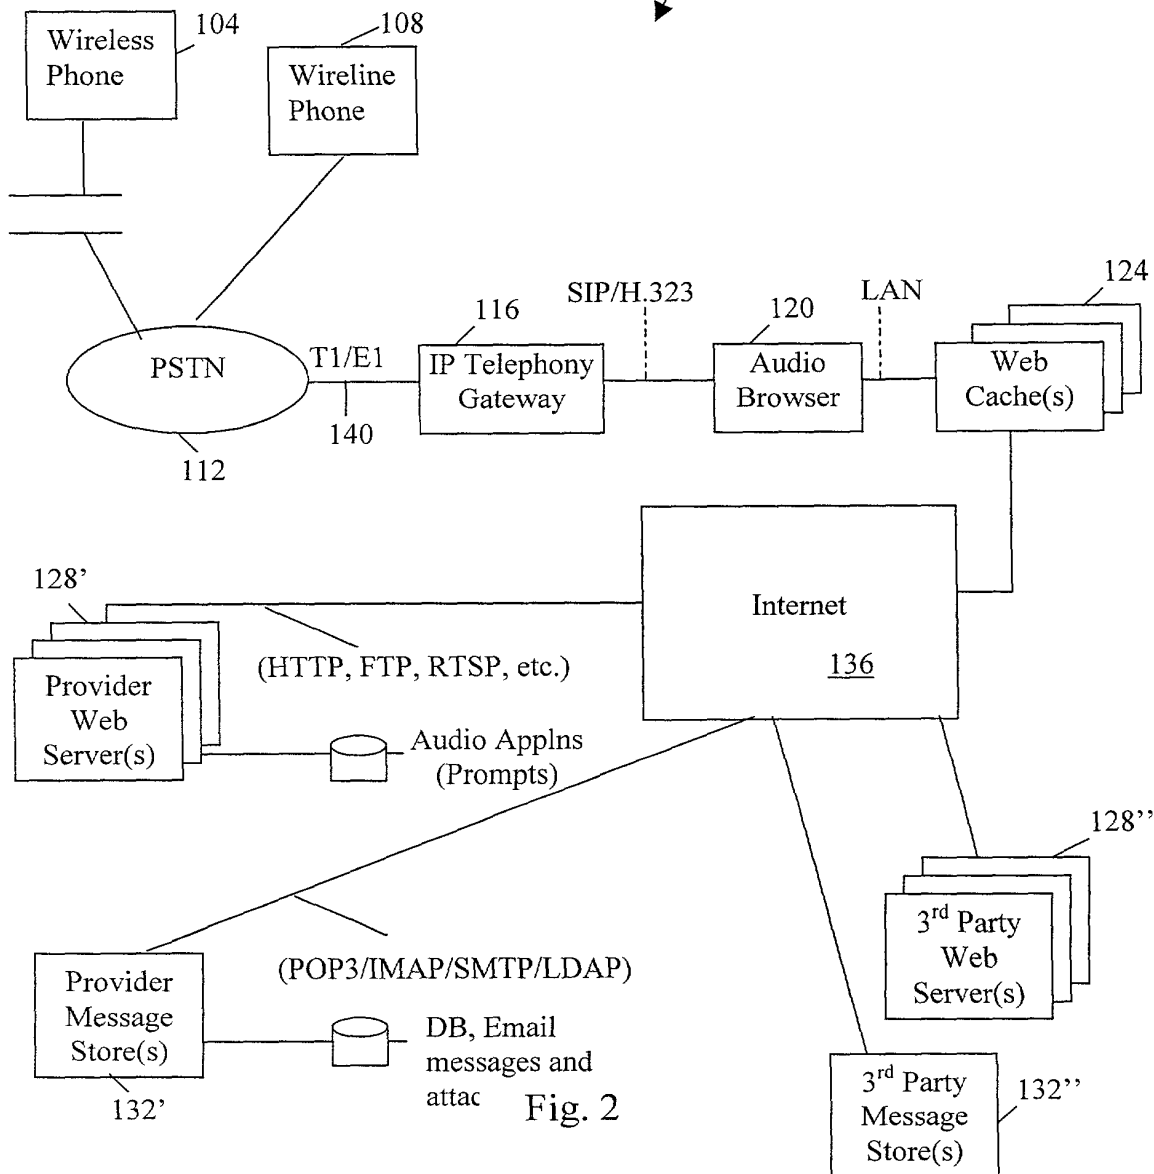 Wireless
Phone
104
108
Wireline
Phone
124
SIP/H.323
LAN
116
120
PSTN
T1/E1
IP Telephony
Gateway
Audio
Browser
Web
Cache(s)
140
112
128’
Internet
136
(HTTP, FTP, RTSP, etc.)
Provider
Web
Server(s)
Audio Applns
(Prompts)
128’’
3rd Party
Web
Server(s)
(POP3/IMAP/SMTP/LDAP)
Provider
Message
Store(s)
DB, Email
messages and
attac
132’
Fig. 2
3rd Party
Message
Store(s)
132’’